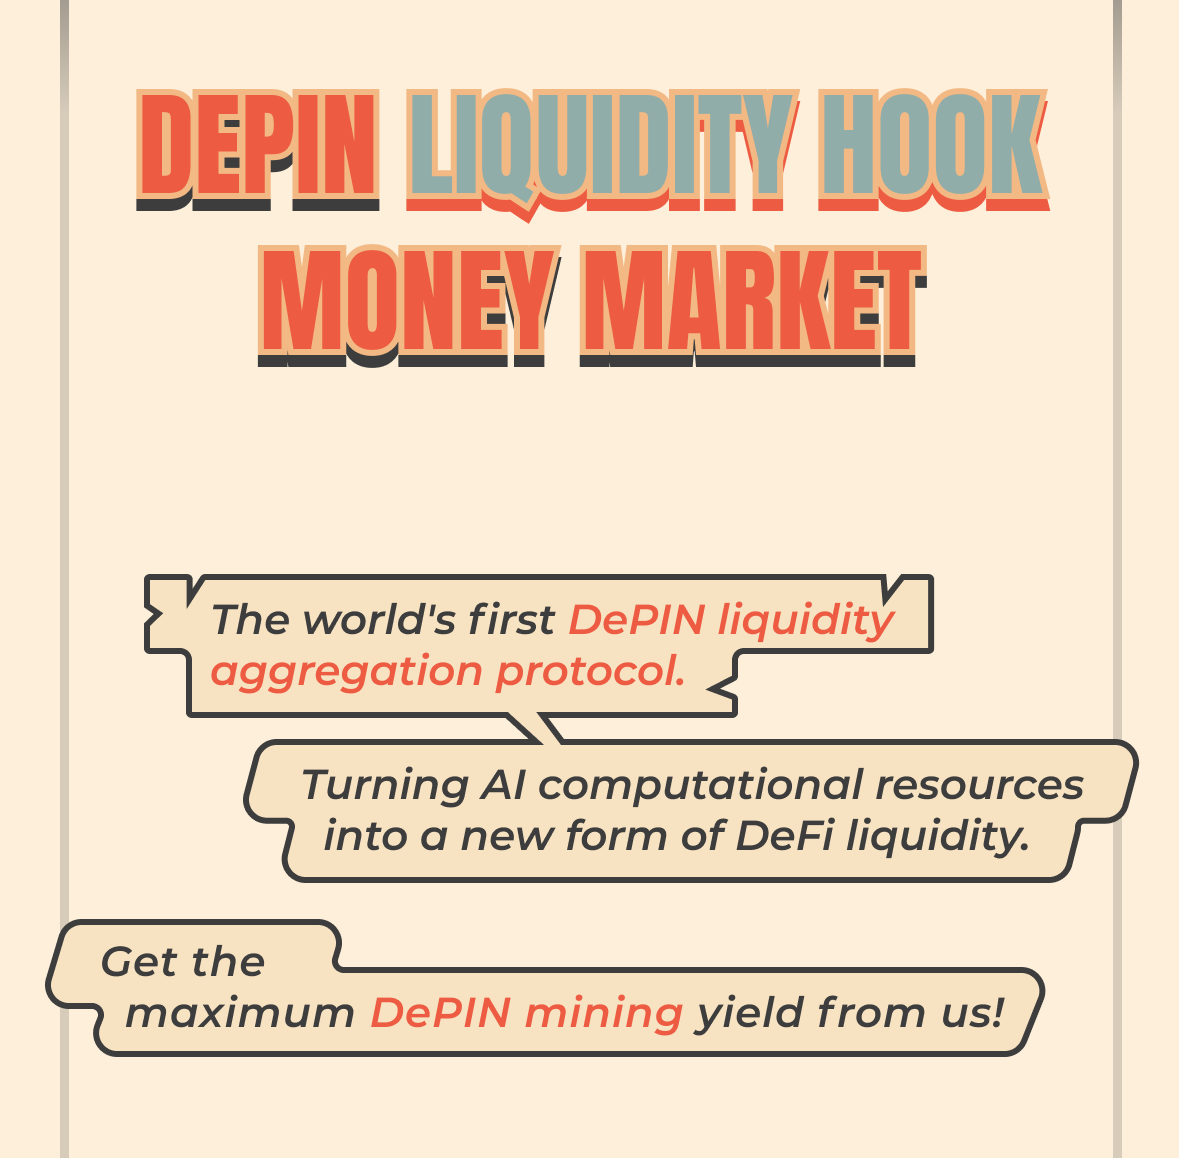 DEPIN LIQUIDITY HOOK
MONEY MARKET
The world's first DePIN liquidity
aggregation protocol.
Turning AI computational resources
into a new form of DeFi liquidity.
Get the
maximum DePIN mining yield from us!